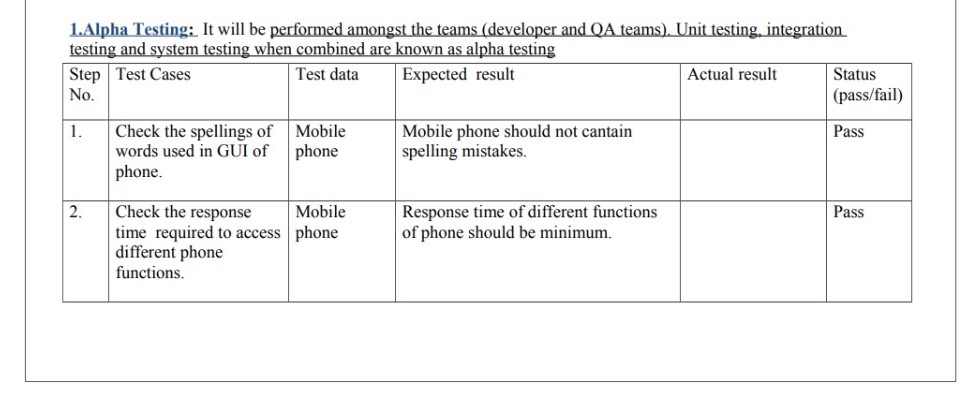 1.Alpha Testing: It will be performed amongst the teams (developer and QA teams). Unit testing, integration
testing and system testing when combined are known as alpha testing
Step No. Test Cases Test data Expected result Actual result Status (pass/fail)
1. Check the spellings of Mobile Mobile phone should not cantain Pass
words used in GUI of phone spelling mistakes.
phone.
2. Check the response Mobile Response time of different functions Pass
time required to access phone of phone should be minimum.
different phone
functions.